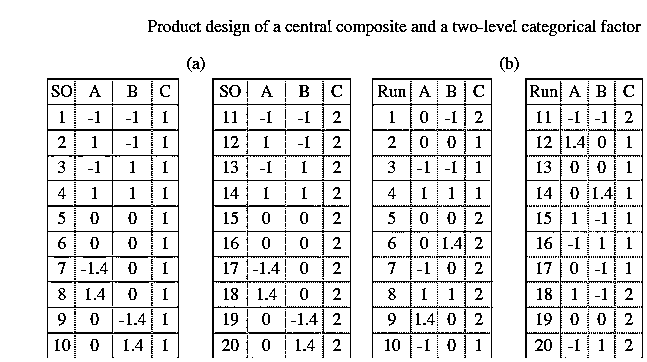 Product design of a central composite and a two-level categorical factor
(a) (b)
SO A B C SO A B C Run A B C Run A B C
1 -1 -1 1 11 -1 -1 2 1 0 -1 2 11 -1 -1 2
2 1 -1 1 12 1 -1 2 2 0 0 1 12 1.4 0 1
3 -1 1 1 13 -1 1 2 3 -1 -1 1 13 0 0 1
4 1 1 1 14 1 1 2 4 1 1 1 14 0 1.4 1
5 0 0 1 15 0 0 2 5 0 0 2 15 1 -1 1
6 0 0 1 16 0 0 2 6 0 1.4 2 16 -1 1 1
7 -1.4 0 1 17 -1.4 0 2 7 -1 0 2 17 0 -1 1
8 1.4 0 1 18 1.4 0 2 8 1 1 2 18 1 -1 2
9 0 -1.4 1 19 0 -1.4 2 9 1.4 0 2 19 0 0 2
10 0 1.4 1 20 0 1.4 2 10 -1 0 1 20 -1 1 2